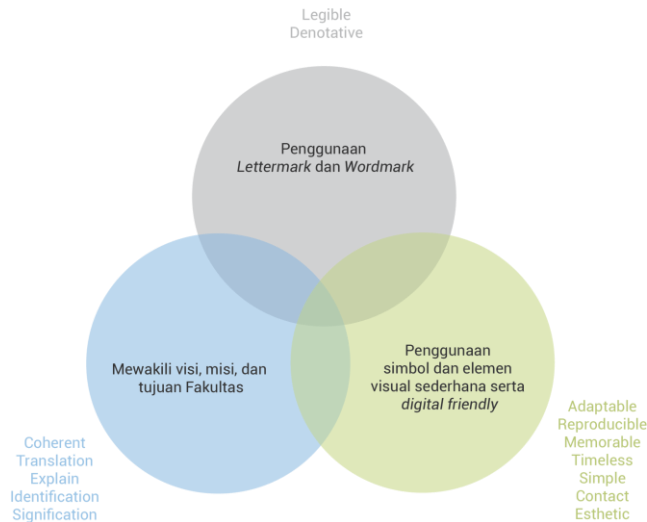 Legible
Denotative
Penggunaan
Lettermark dan Wordmark
Mewakili visi, misi, dan
tujuan Fakultas
Penggunaan
simbol dan elemen
visual sederhana serta
digital friendly
Coherent
Translation
Explain
Identification
Signification
Adaptable
Reproducible
Memorable
Timeless
Simple
Contact
Esthetic